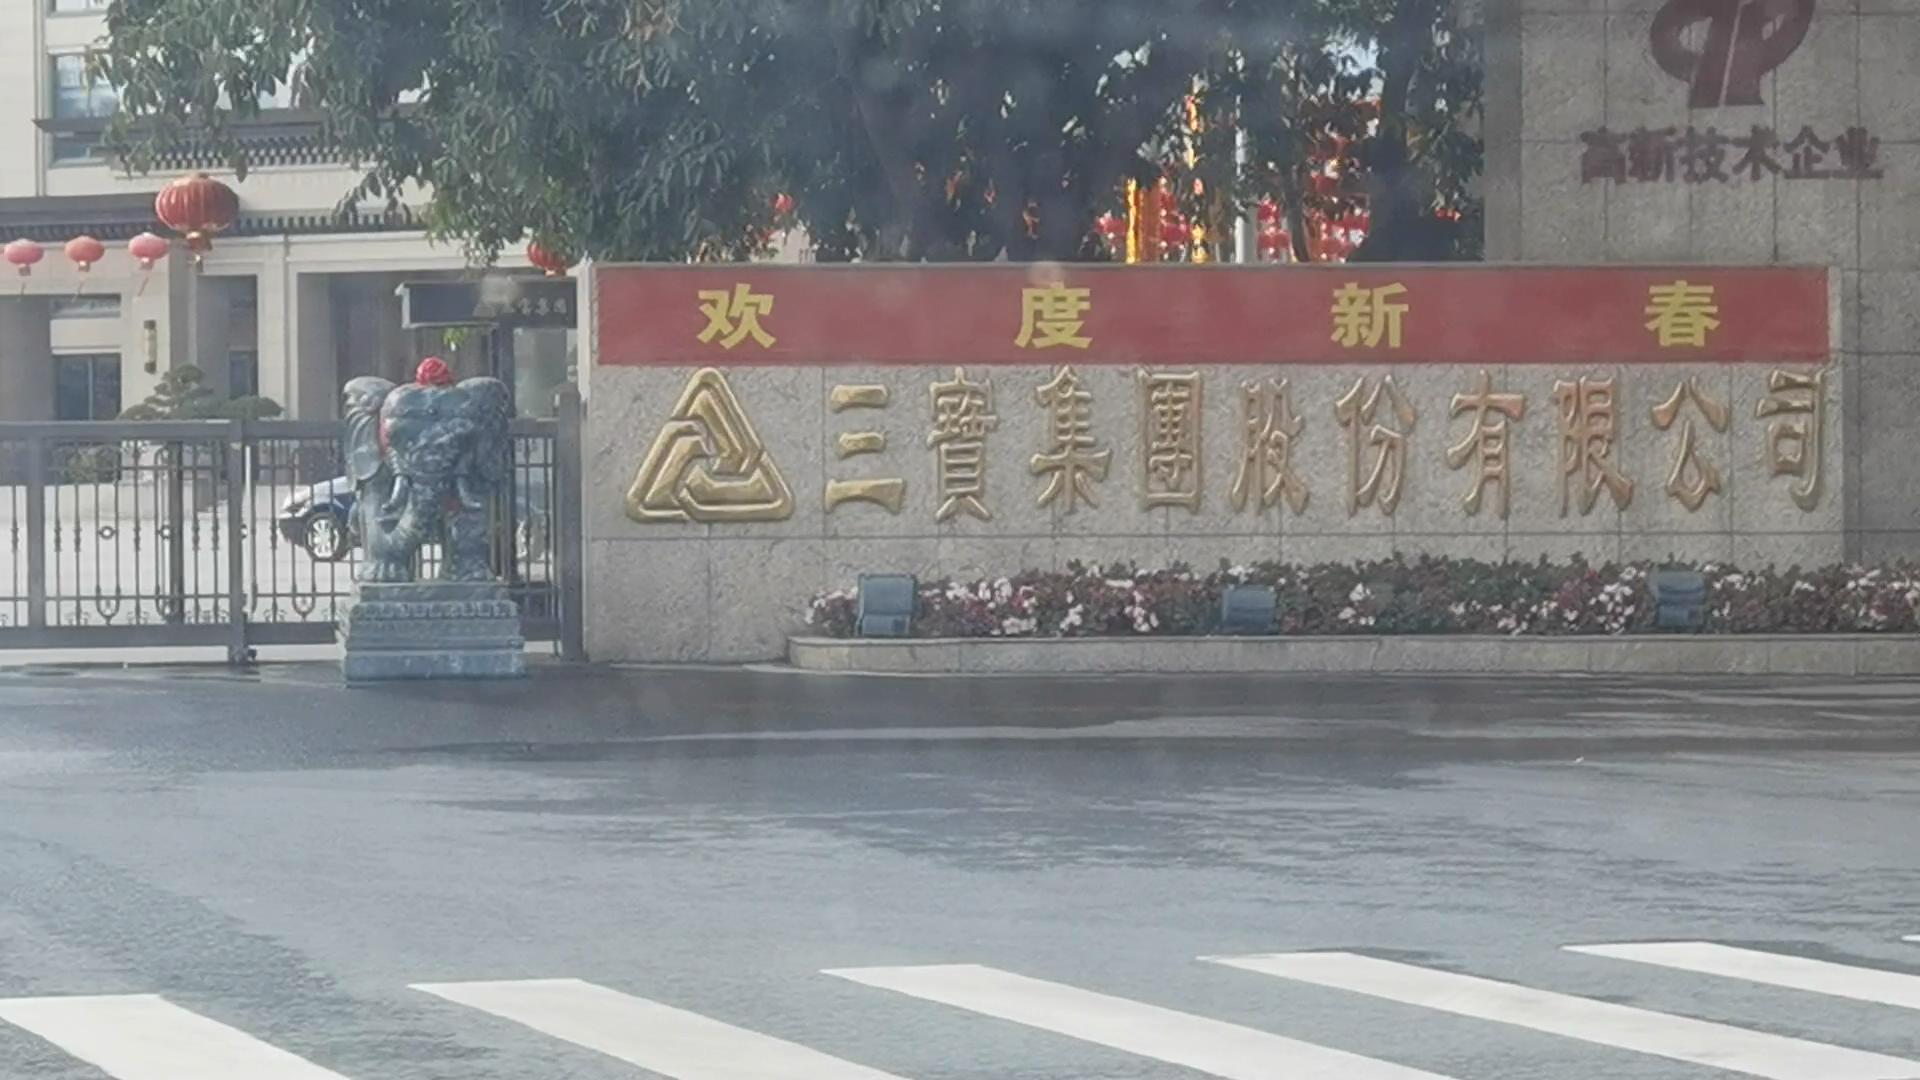 高新技术企业
欢度新春
三寳集團股份有限公司